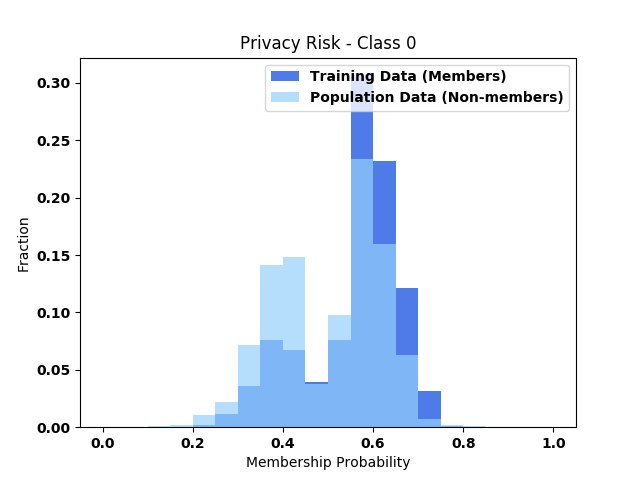 Privacy Risk - Class 0
Training Data (Members)
Population Data (Non-members)
0.30
0.25
0.20
0.15
0.10
0.05
0.00
Fraction
0.0 0.2 0.4 0.6 0.8 1.0
Membership Probability